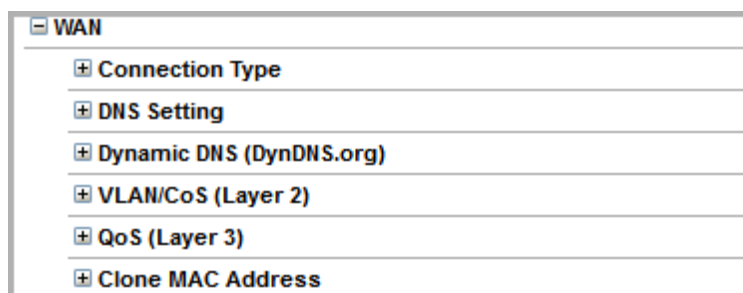 WAN
Connection Type
DNS Setting
Dynamic DNS (DynDNS.org)
VLAN/CoS (Layer 2)
QoS (Layer 3)
Clone MAC Address